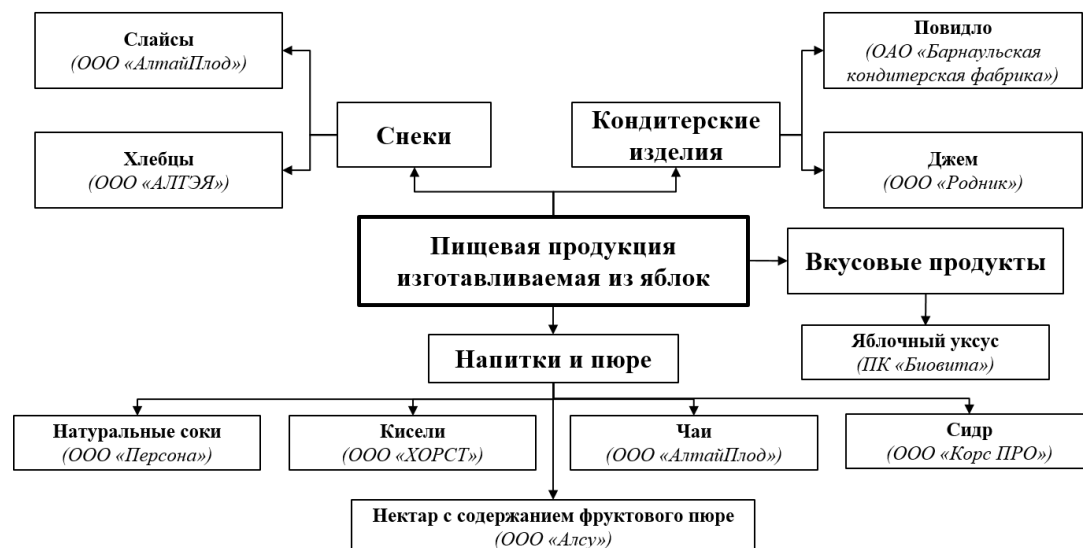 Слайсы
(ООО «АлтайПлод»)
Повидло
(ОАО «Барнаульская
кондитерская фабрика»)
Снеки
Кондитерские
изделия
Хлебцы
(ООО «АЛТЭЯ»)
Джем
(ООО «Родник»)
Пищевая продукция
изготавливаемая из яблок
Вкусовые продукты
Напитки и пюре
Яблочный уксус
(ПК «Биовита»)
Натуральные соки
(ООО «Персона»)
Кисели
(ООО «ХОРСТ»)
Чаи
(ООО «АлтайПлод»)
Сидр
(ООО «Корс ПРО»)
Нектар с содержанием фруктового пюре
(ООО «Алсу»)